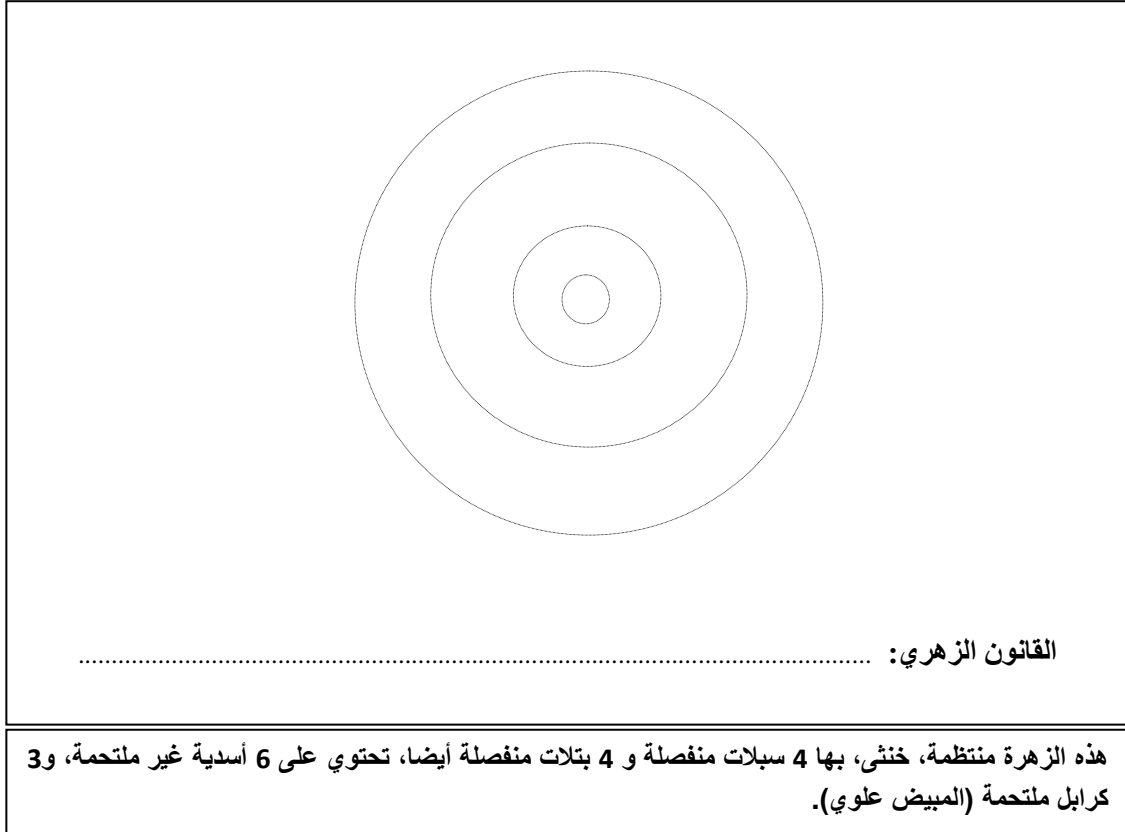 القانون الزهري: ........................................................................................................................
هذه الزهرة منتظمة، خنثى، بها 4 سبلات منفصلة و 4 بتلات منفصلة أيضا، تحتوي على 6 أسدية غير ملتحمة، و3
كرابل ملتحمة (المبيض علوي).